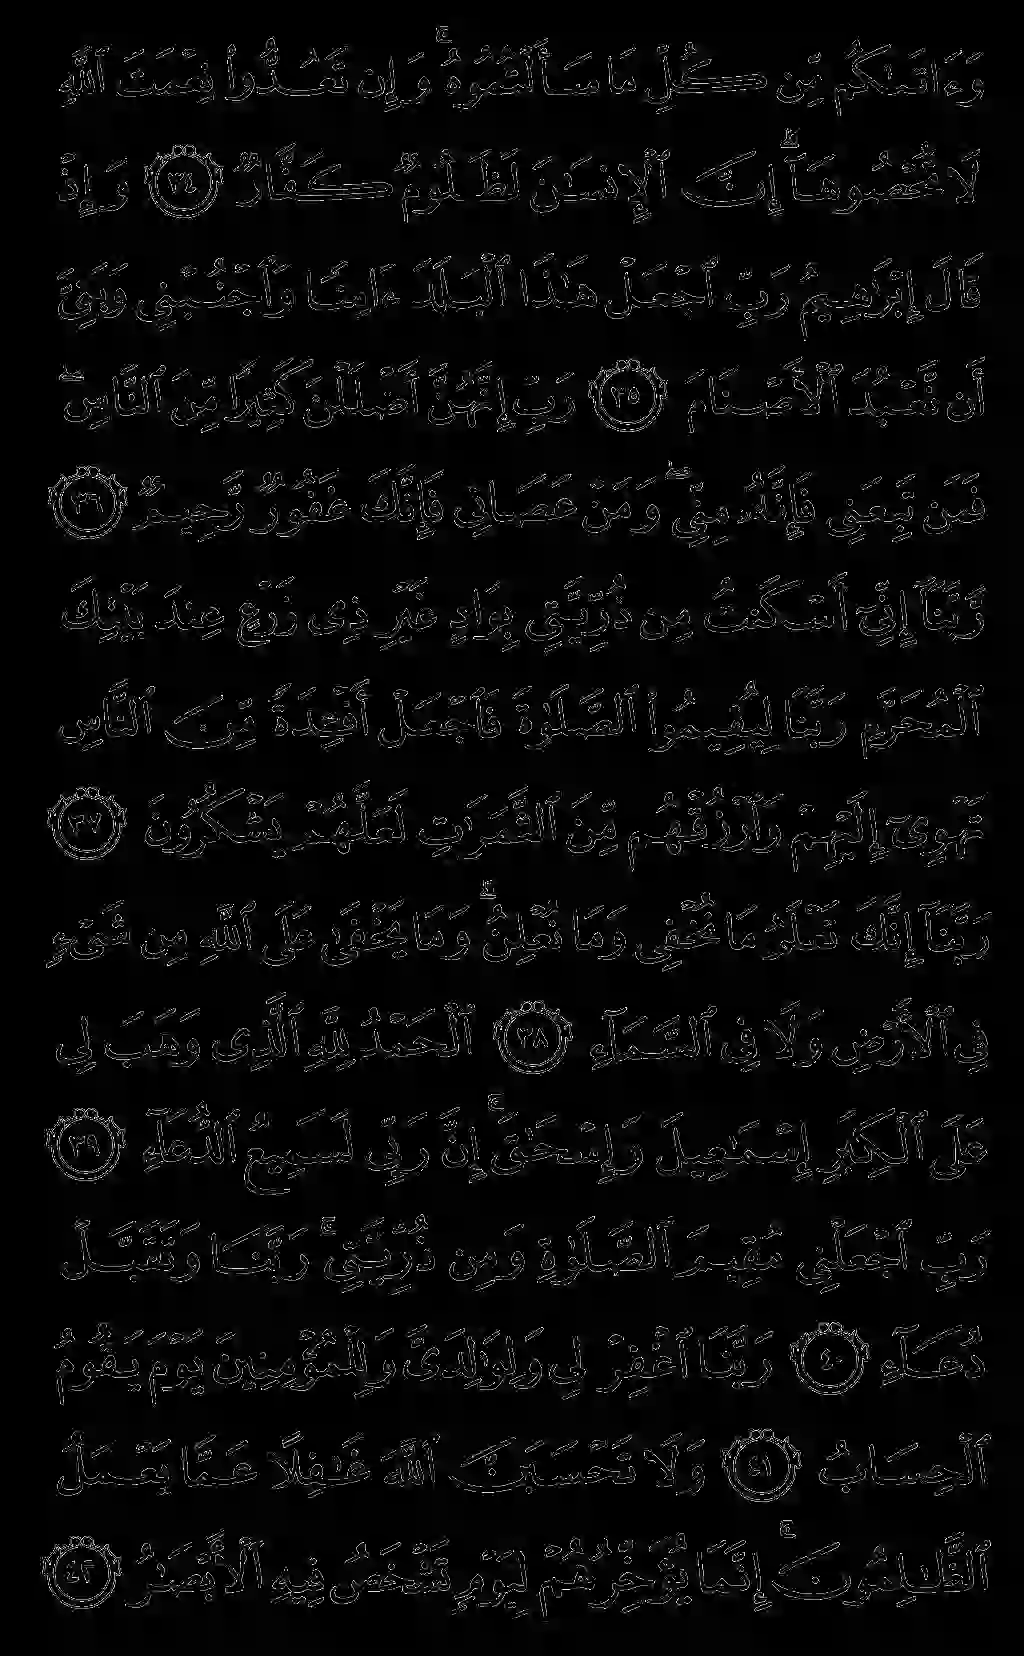 وَءَاتَىٰكُم مِّن كُلِّ مَا سَأَلْتُمُوهُ ۚ وَإِن تَعُدُّوا۟ نِعْمَتَ ٱللَّهِ
لَا تُحْصُوهَآ ۗ إِنَّ ٱلْإِنسَـٰنَ لَظَلُومٌ كَفَّارٌ ٣٤ وَإِذْ
قَالَ إِبْرَٰهِيمُ رَبِّ ٱجْعَلْ هَـٰذَا ٱلْبَلَدَ ءَامِنًا وَٱجْنُبْنِى وَبَنِىَّ
أَن نَّعْبُدَ ٱلْأَصْنَامَ ٣٥ رَبِّ إِنَّهُنَّ أَضْلَلْنَ كَثِيرًا مِّنَ ٱلنَّاسِ ۖ
فَمَن تَبِعَنِى فَإِنَّهُۥ مِنِّى ۖ وَمَنْ عَصَانِى فَإِنَّكَ غَفُورٌ رَّحِيمٌ ٣٦
رَّبَّنَآ إِنِّىٓ أَسْكَنتُ مِن ذُرِّيَّتِى بِوَادٍ غَيْرِ ذِى زَرْعٍ عِندَ بَيْتِكَ
ٱلْمُحَرَّمِ رَبَّنَا لِيُقِيمُوا۟ ٱلصَّلَوٰةَ فَٱجْعَلْ أَفْـِٔدَةً مِّنَ ٱلنَّاسِ
تَهْوِىٓ إِلَيْهِمْ وَٱرْزُقْهُم مِّنَ ٱلثَّمَرَٰتِ لَعَلَّهُمْ يَشْكُرُونَ ٣٧
رَبَّنَآ إِنَّكَ تَعْلَمُ مَا نُخْفِى وَمَا نُعْلِنُ ۗ وَمَا يَخْفَىٰ عَلَى ٱللَّهِ مِن شَىْءٍ
فِى ٱلْأَرْضِ وَلَا فِى ٱلسَّمَآءِ ٣٨ ٱلْحَمْدُ لِلَّهِ ٱلَّذِى وَهَبَ لِى
عَلَى ٱلْكِبَرِ إِسْمَـٰعِيلَ وَإِسْحَـٰقَ ۚ إِنَّ رَبِّى لَسَمِيعُ ٱلدُّعَآءِ ٣٩
رَبِّ ٱجْعَلْنِى مُقِيمَ ٱلصَّلَوٰةِ وَمِن ذُرِّيَّتِى ۚ رَبَّنَا وَتَقَبَّلْ
دُعَآءِ ٤٠ رَبَّنَا ٱغْفِرْ لِى وَلِوَٰلِدَىَّ وَلِلْمُؤْمِنِينَ يَوْمَ يَقُومُ
ٱلْحِسَابُ ٤١ وَلَا تَحْسَبَنَّ ٱللَّهَ غَـٰفِلًا عَمَّا يَعْمَلُ
ٱلظَّـٰلِمُونَ ۚ إِنَّمَا يُؤَخِّرُهُمْ لِيَوْمٍ تَشْخَصُ فِيهِ ٱلْأَبْصَـٰرُ ٤٢